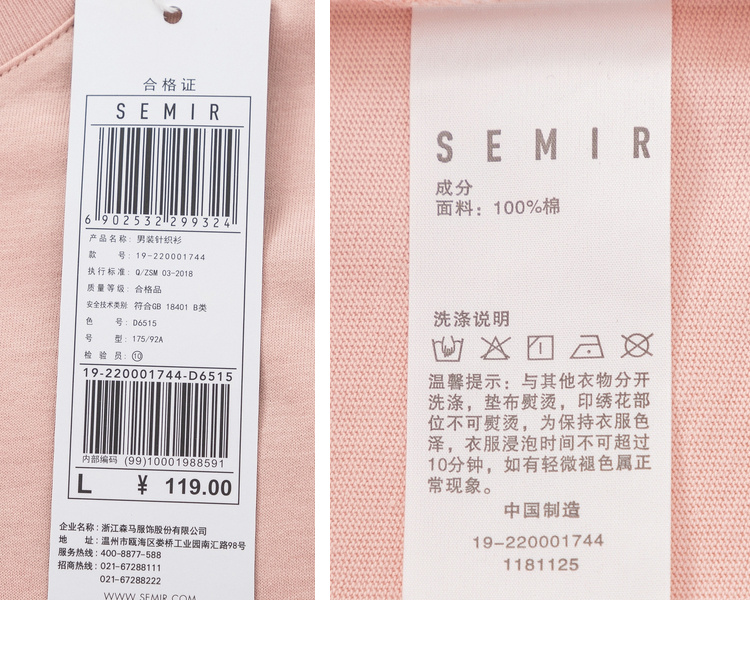 合格证
SEMIR
6 902532 299324
产品名称: 男装针织衫
款 号: 19-220001744
执行标准: Q/ZSM 03-2018
质量等级: 合格品
安全技术类别: 符合GB 18401 B类
色 号: D6515
号 型: 175/92A
检 验 员: ⑩
19-220001744-D6515
内部编码 (99)10001988591
L ¥ 119.00
企业名称: 浙江森马服饰股份有限公司
地 址: 温州市瓯海区娄桥工业园南汇路98号
服务热线: 400-8877-588
招商热线: 021-67288111
021-67288222
WWW.SEMIR.COM
SEMIR
成分
面料: 100%棉
洗涤说明
温馨提示: 与其他衣物分开
洗涤, 垫布熨烫, 印绣花部
位不可熨烫, 为保持衣服色
泽, 衣服浸泡时间不可超过
10分钟, 如有轻微褪色属正
常现象。
中国制造
19-220001744
1181125